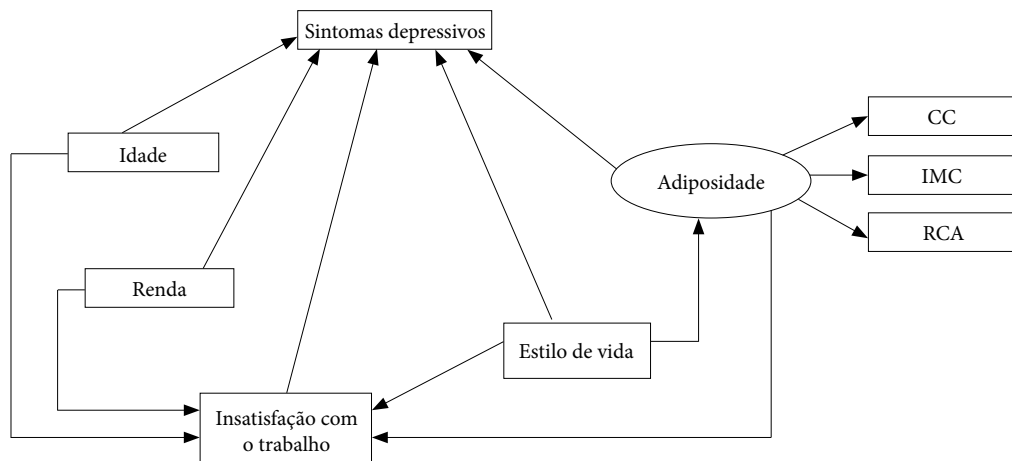 Sintomas depressivos
CC
Idade
IMC
Adiposidade
RCA
Renda
Estilo de vida
Insatisfação com
o trabalho